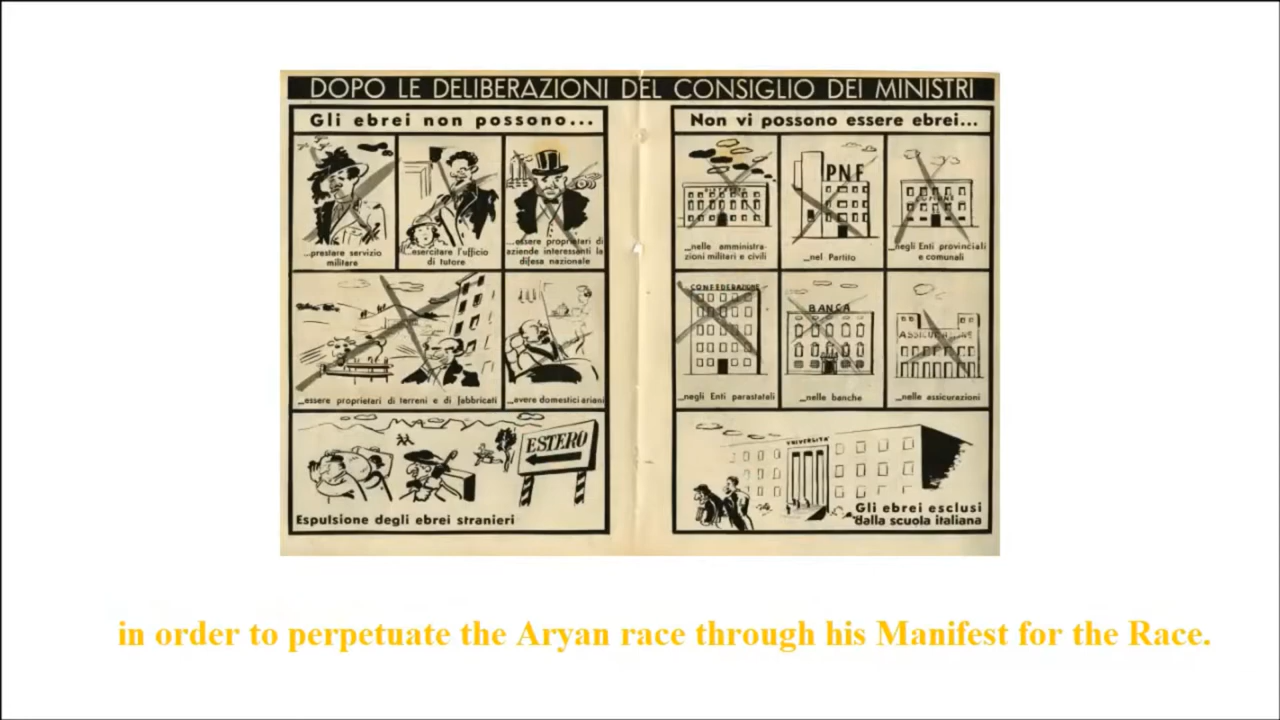 DOPO LE DELIBERAZIONI DEL CONSIGLIO DEI MINISTRI
Gli ebrei non possono...
...prestare servizio
militare
...esercitare l'ufficio
di tutore
...essere proprietari di
aziende interessenti la
difesa nazionale
...essere proprietari di terreni e di fabbricati
...avere domestici ariani
ESTERO
Espulsione degli ebrei stranieri
Non vi possono essere ebrei...
...nelle amministra-
zioni militari e civili
PNF
...nel Partito
COMUNE
...negli Enti provinciali
e comunali
CONFEDERAZIONE
...negli Enti parastatali
BANCA
...nelle banche
...nelle assicurazioni
UNIVERSITA'
Gli ebrei esclusi
dalla scuola italiana
in order to perpetuate the Aryan race through his Manifest for the Race.